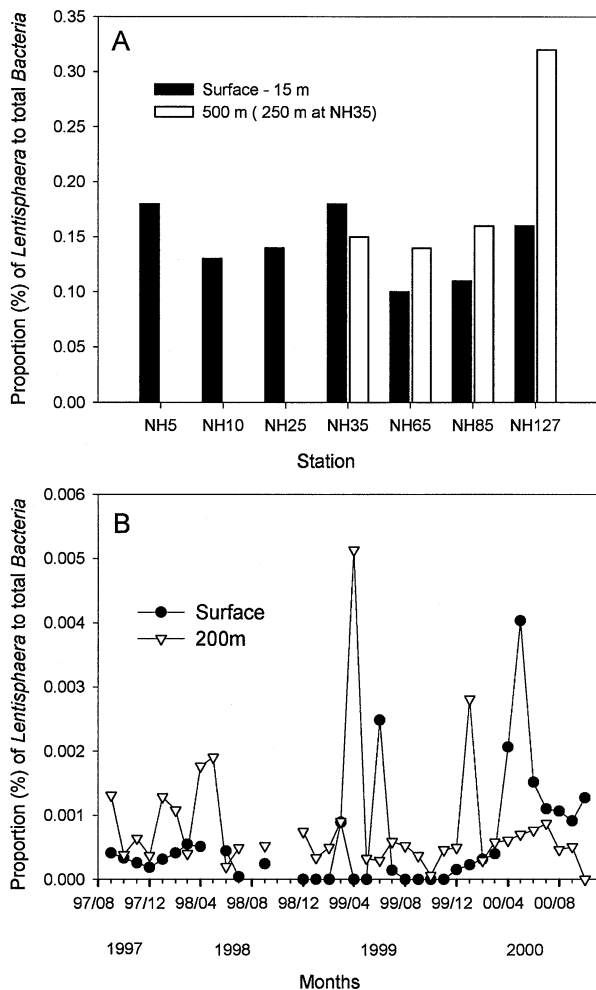 A
Proportion (%) of Lentisphaera to total Bacteria
0.40
0.35
0.30
0.25
0.20
0.15
0.10
0.05
0.00
Surface - 15 m
500 m ( 250 m at NH35)
NH5 NH10 NH25 NH35 NH65 NH85 NH127
Station
B
Proportion (%) of Lentisphaera to total Bacteria
0.006
0.005
0.004
0.003
0.002
0.001
0.000
Surface
200m
97/08 97/12 98/04 98/08 98/12 99/04 99/08 99/12 00/04 00/08
1997 1998 1999 2000
Months